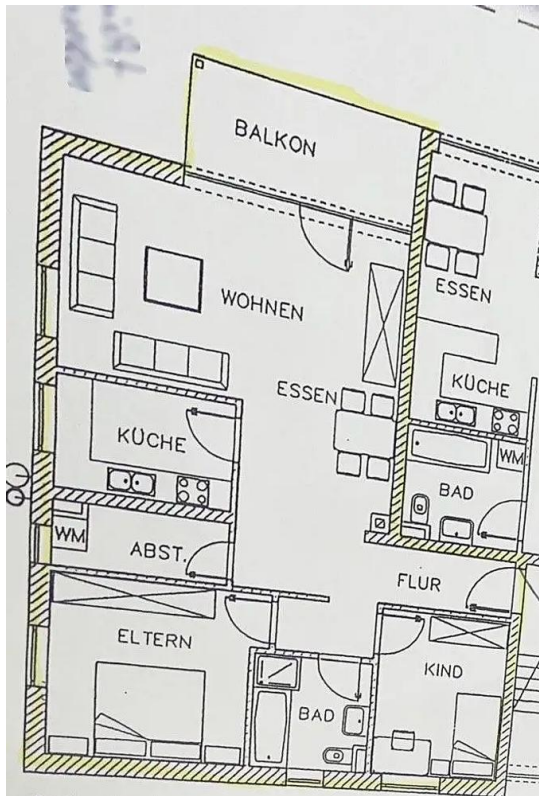 BALKON
WOHNEN
ESSEN
ESSEN
KÜCHE
KÜCHE
BAD
WM
WM
ABST.
FLUR
ELTERN
KIND
BAD